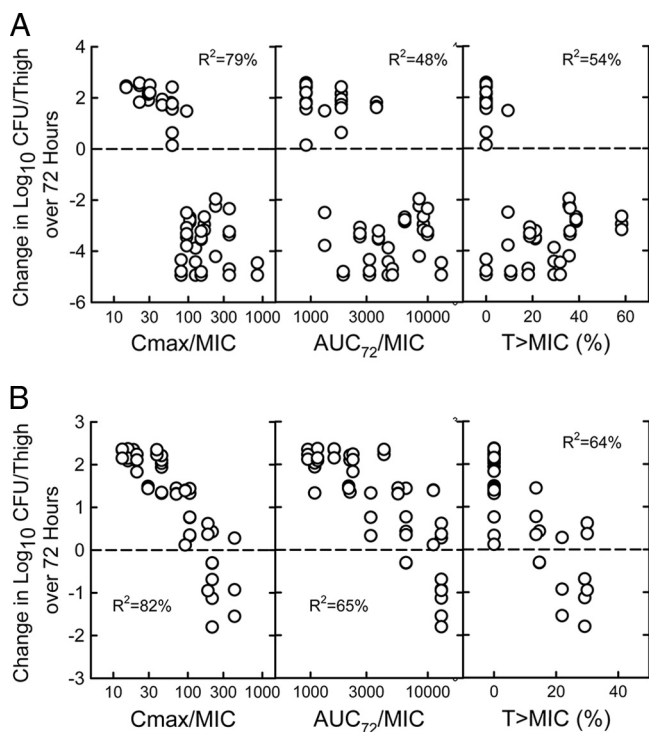 A
Change in Log10 CFU/Thigh
over 72 Hours
4
2
0
-2
-4
-6
R2=79%
R2=48%
R2=54%
10 30 100 300 1000
1000 3000 10000
0 20 40 60
Cmax/MIC
AUC72/MIC
T>MIC (%)
B
Change in Log10 CFU/Thigh
over 72 Hours
3
2
1
0
-1
-2
-3
R2=82%
R2=65%
R2=64%
10 30 100 300 1000
1000 3000 10000
0 20 40
Cmax/MIC
AUC72/MIC
T>MIC (%)